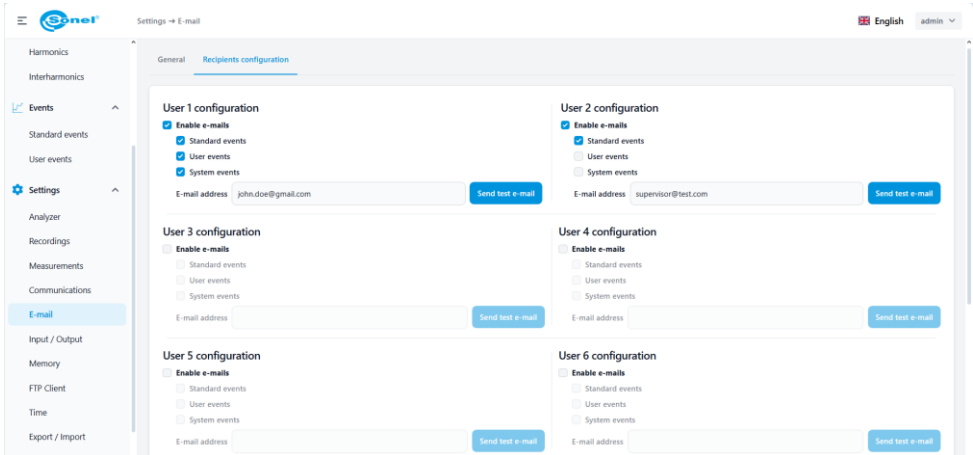 Sonel®
Settings → E-mail
English
admin
Harmonics
Interharmonics
Events
Standard events
User events
Settings
Analyzer
Recordings
Measurements
Communications
E-mail
Input / Output
Memory
FTP Client
Time
Export / Import
General
Recipients configuration
User 1 configuration
Enable e-mails
Standard events
User events
System events
E-mail address
john.doe@gmail.com
Send test e-mail
User 2 configuration
Enable e-mails
Standard events
User events
System events
E-mail address
supervisor@test.com
Send test e-mail
User 3 configuration
Enable e-mails
Standard events
User events
System events
E-mail address
Send test e-mail
User 4 configuration
Enable e-mails
Standard events
User events
System events
E-mail address
Send test e-mail
User 5 configuration
Enable e-mails
Standard events
User events
System events
E-mail address
Send test e-mail
User 6 configuration
Enable e-mails
Standard events
User events
System events
E-mail address
Send test e-mail